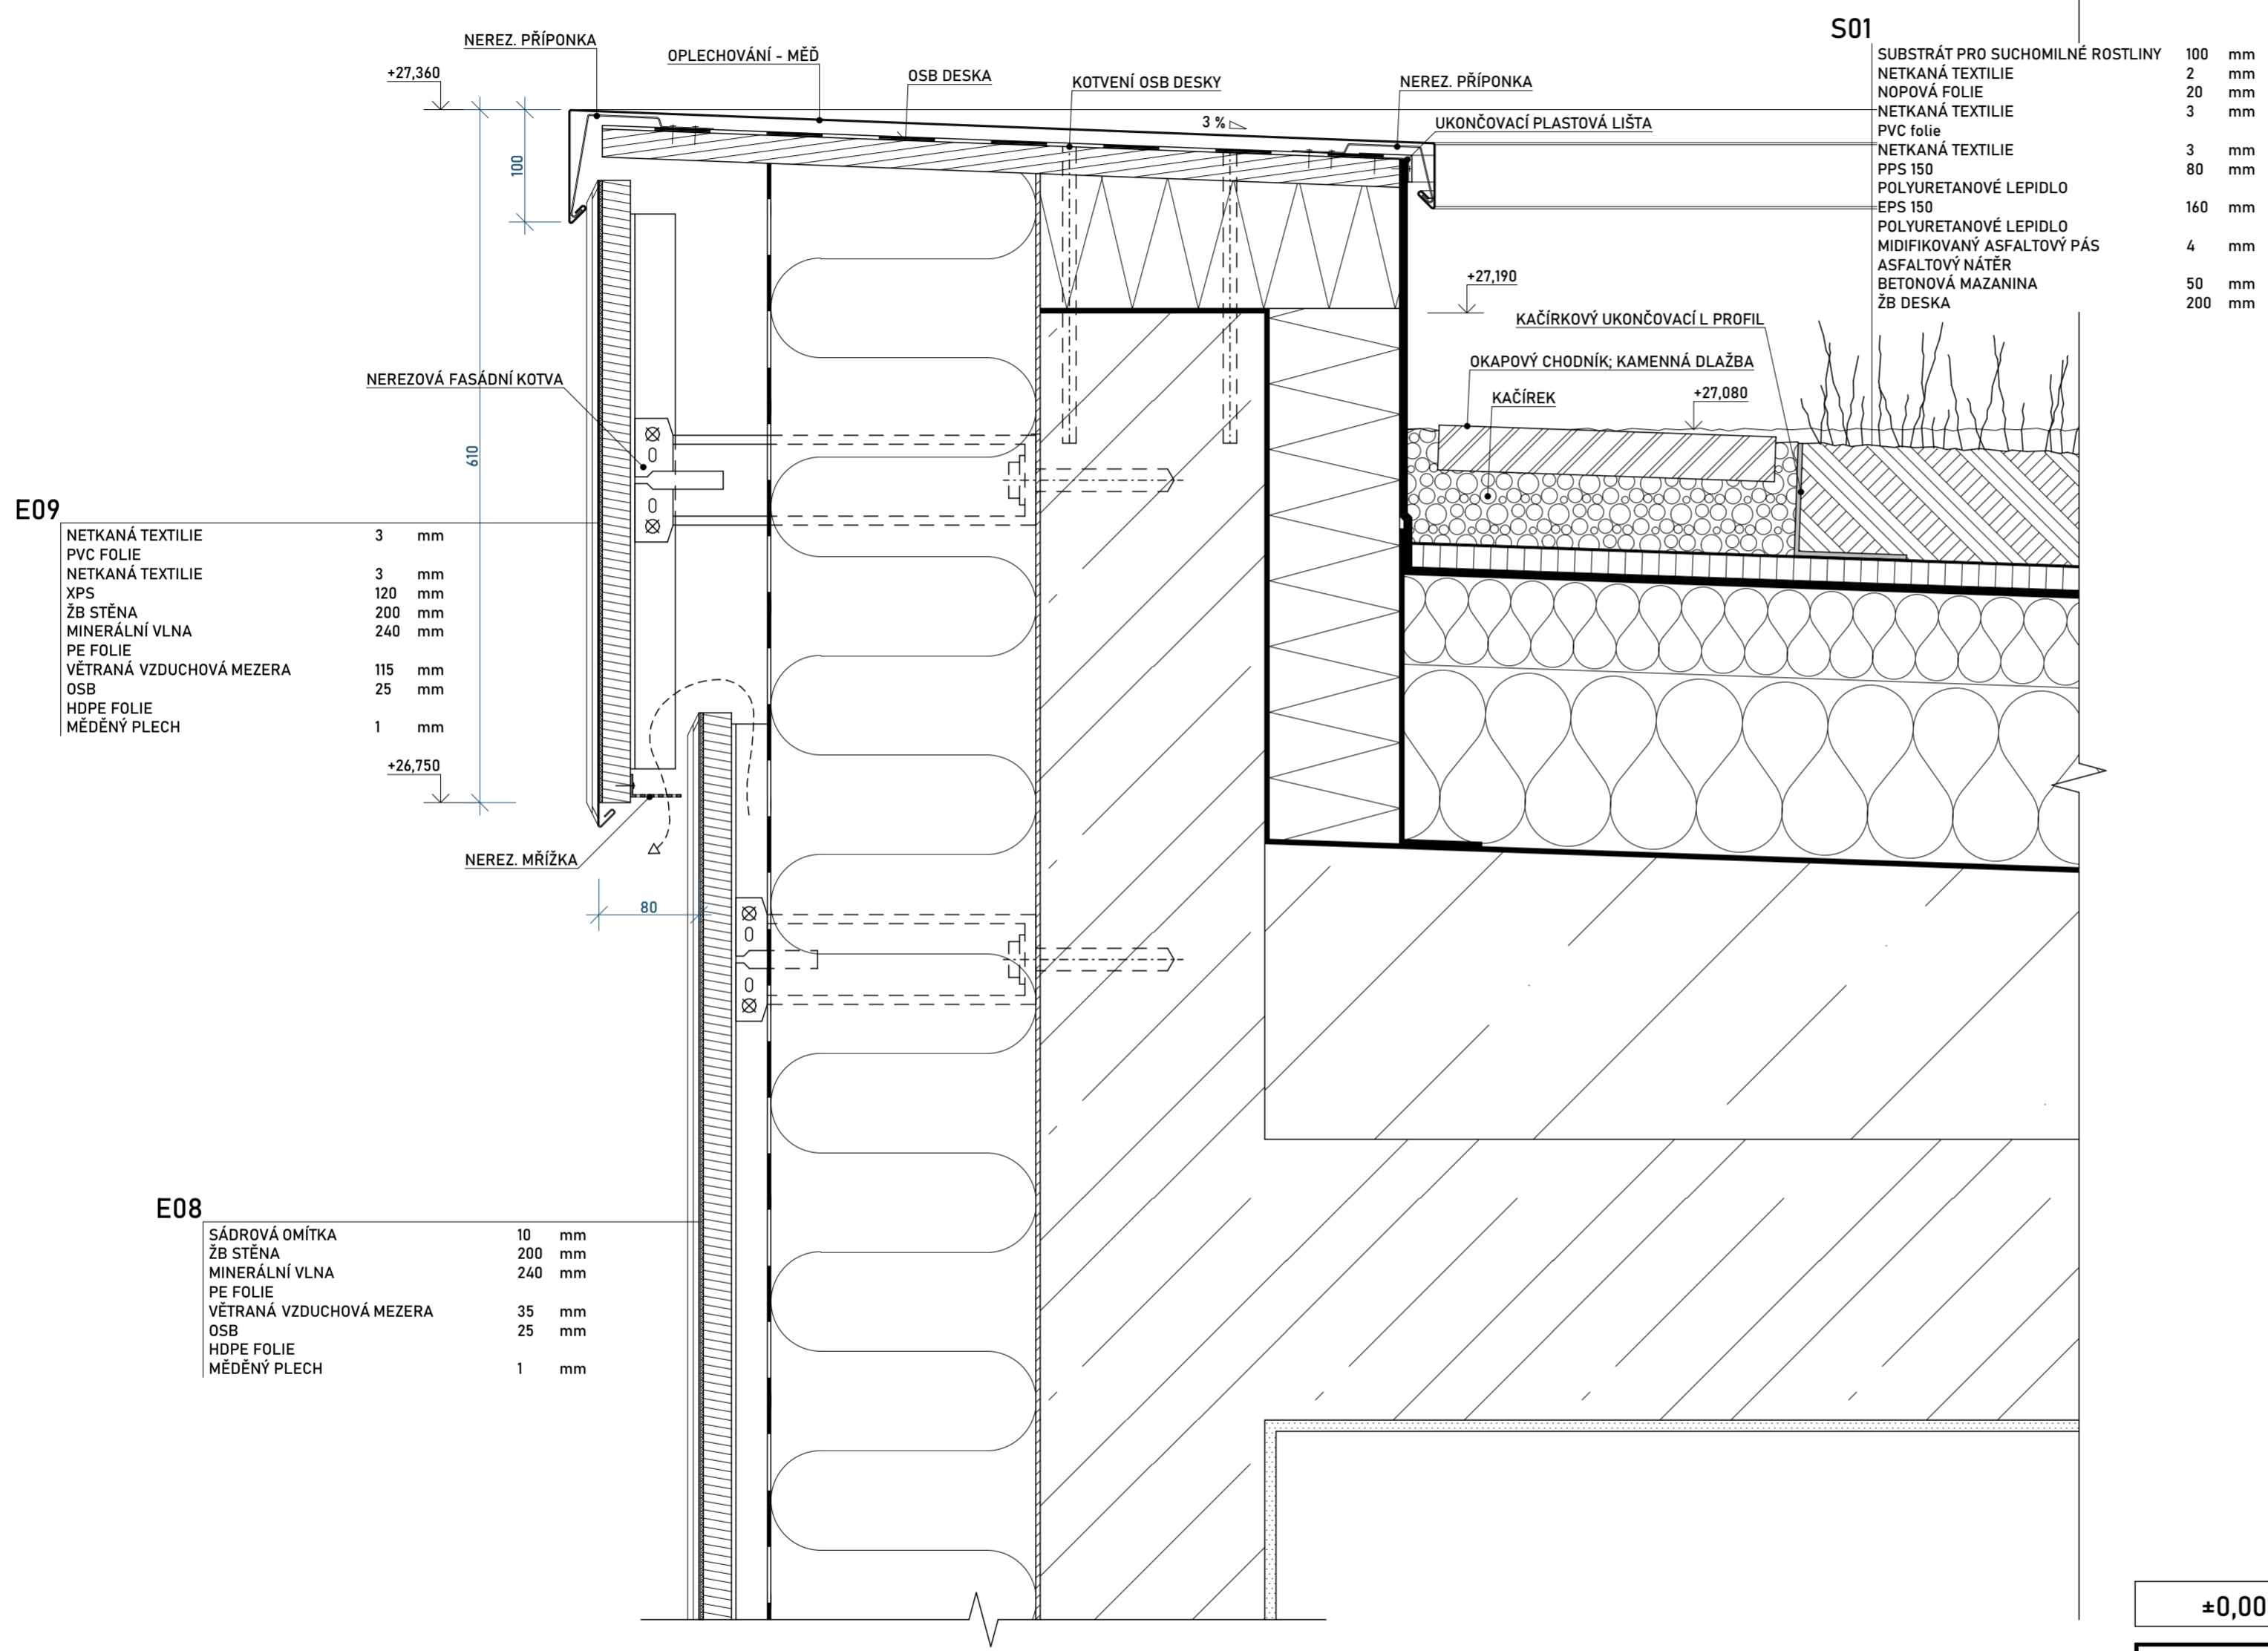 S01
SUBSTRÁT PRO SUCHOMILNÉ ROSTLINY 100 mm
NETKANÁ TEXTILIE 2 mm
NOPOVÁ FOLIE 20 mm
NETKANÁ TEXTILIE 3 mm
PVC folie
NETKANÁ TEXTILIE 3 mm
PPS 150 80 mm
POLYURETANOVÉ LEPIDLO
EPS 150 160 mm
POLYURETANOVÉ LEPIDLO
MIDIFIKOVANÝ ASFALTOVÝ PÁS 4 mm
ASFALTOVÝ NÁTĚR
BETONOVÁ MAZANINA 50 mm
ŽB DESKA 200 mm
NEREZ. PŘÍPONKA
OPLECHOVÁNÍ - MĚĎ
+27,360
OSB DESKA
KOTVENÍ OSB DESKY
NEREZ. PŘÍPONKA
3 %
UKONČOVACÍ PLASTOVÁ LIŠTA
100
+27,190
KAČÍRKOVÝ UKONČOVACÍ L PROFIL
OKAPOVÝ CHODNÍK; KAMENNÁ DLAŽBA
KAČÍREK
+27,080
NEREZOVÁ FASÁDNÍ KOTVA
610
E09
NETKANÁ TEXTILIE 3 mm
PVC FOLIE
NETKANÁ TEXTILIE 3 mm
XPS 120 mm
ŽB STĚNA 200 mm
MINERÁLNÍ VLNA 240 mm
PE FOLIE
VĚTRANÁ VZDUCHOVÁ MEZERA 115 mm
OSB 25 mm
HDPE FOLIE
MĚDĚNÝ PLECH 1 mm
+26,750
NEREZ. MŘÍŽKA
80
E08
SÁDROVÁ OMÍTKA 10 mm
ŽB STĚNA 200 mm
MINERÁLNÍ VLNA 240 mm
PE FOLIE
VĚTRANÁ VZDUCHOVÁ MEZERA 35 mm
OSB 25 mm
HDPE FOLIE
MĚDĚNÝ PLECH 1 mm
±0,00